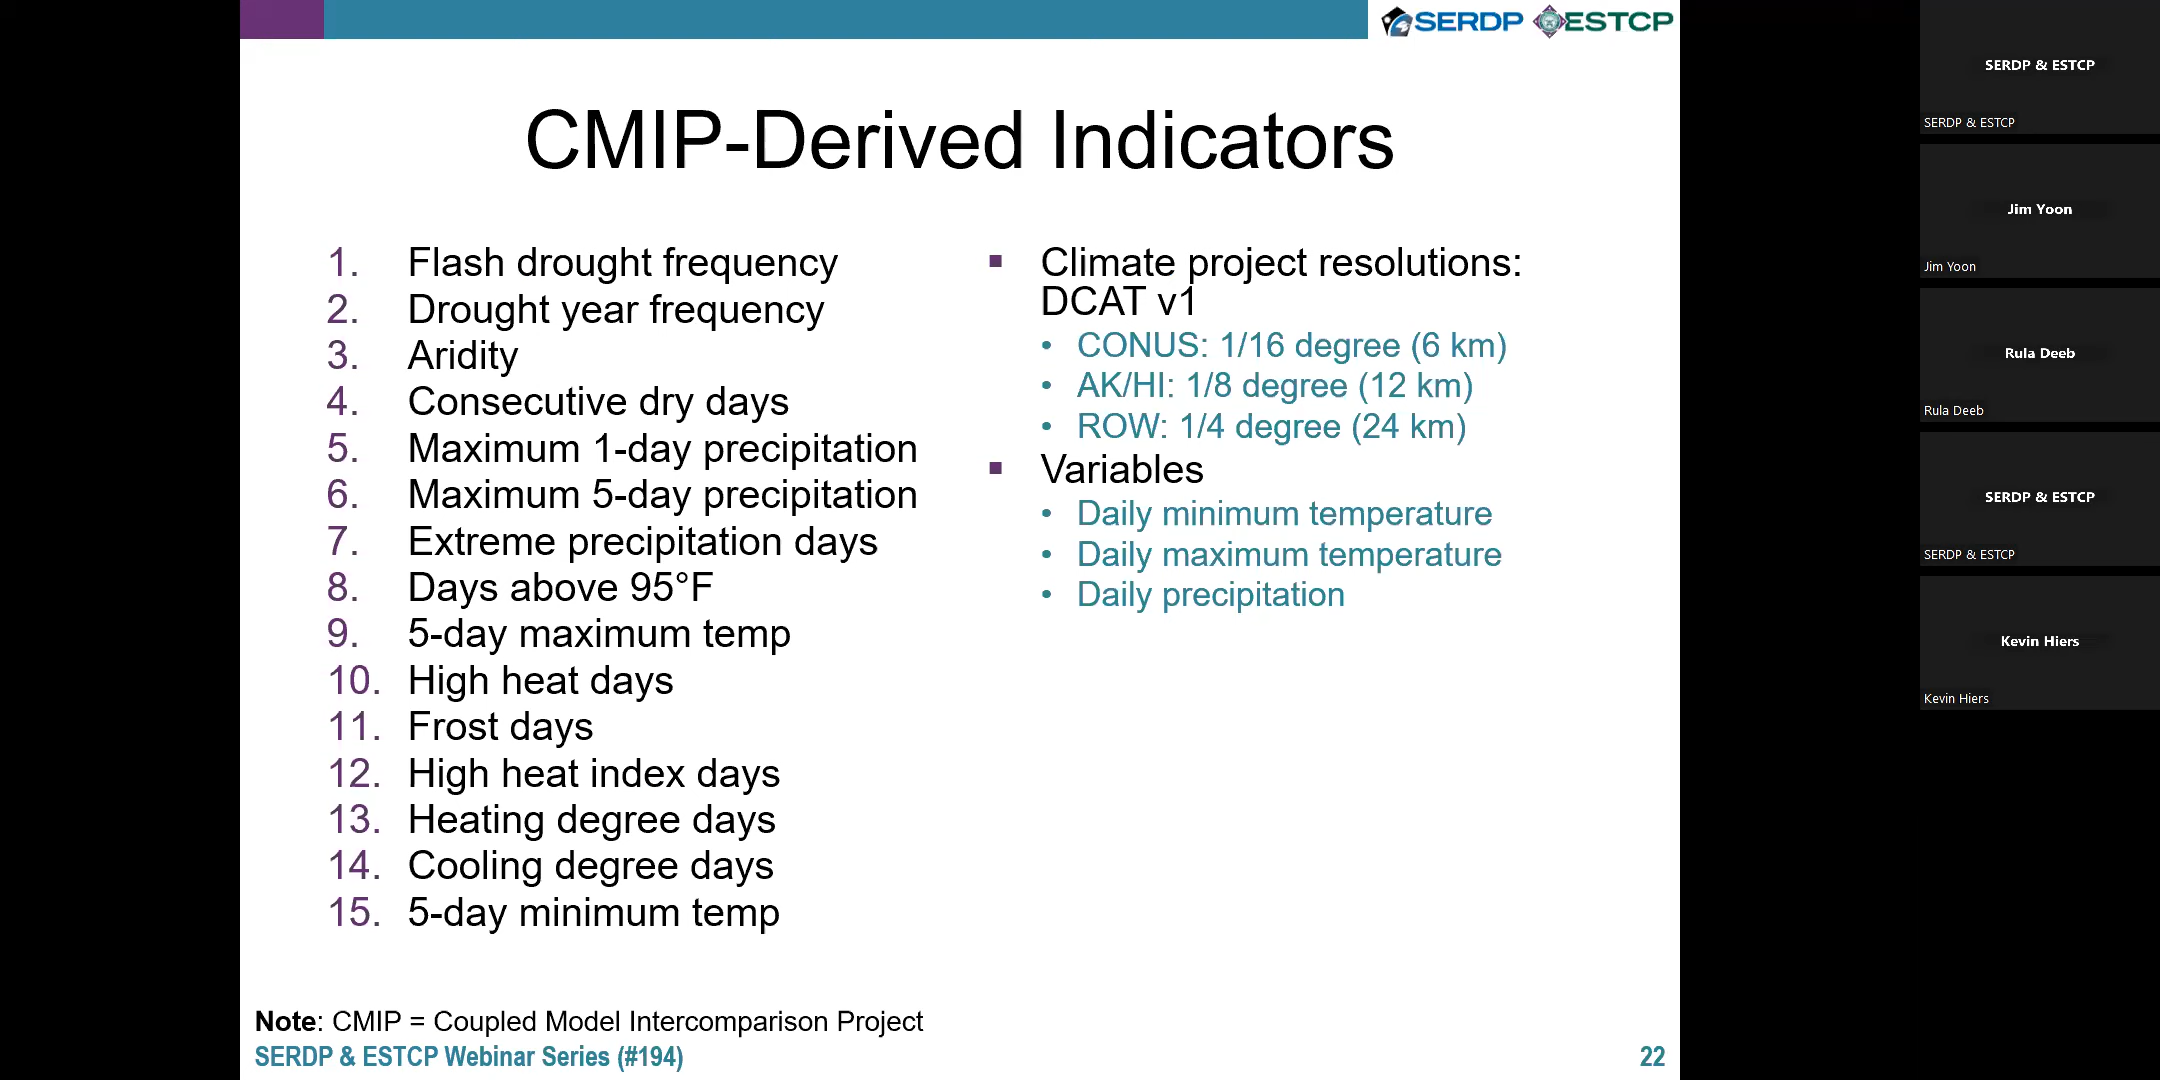 SERDP ESTCP
CMIP-Derived Indicators
1. Flash drought frequency
2. Drought year frequency
3. Aridity
4. Consecutive dry days
5. Maximum 1-day precipitation
6. Maximum 5-day precipitation
7. Extreme precipitation days
8. Days above 95°F
9. 5-day maximum temp
10. High heat days
11. Frost days
12. High heat index days
13. Heating degree days
14. Cooling degree days
15. 5-day minimum temp
▪ Climate project resolutions:
DCAT v1
• CONUS: 1/16 degree (6 km)
• AK/HI: 1/8 degree (12 km)
• ROW: 1/4 degree (24 km)
▪ Variables
• Daily minimum temperature
• Daily maximum temperature
• Daily precipitation
Note: CMIP = Coupled Model Intercomparison Project
SERDP & ESTCP Webinar Series (#194)
22
SERDP & ESTCP
SERDP & ESTCP
Jim Yoon
Jim Yoon
Rula Deeb
Rula Deeb
SERDP & ESTCP
SERDP & ESTCP
Kevin Hiers
Kevin Hiers